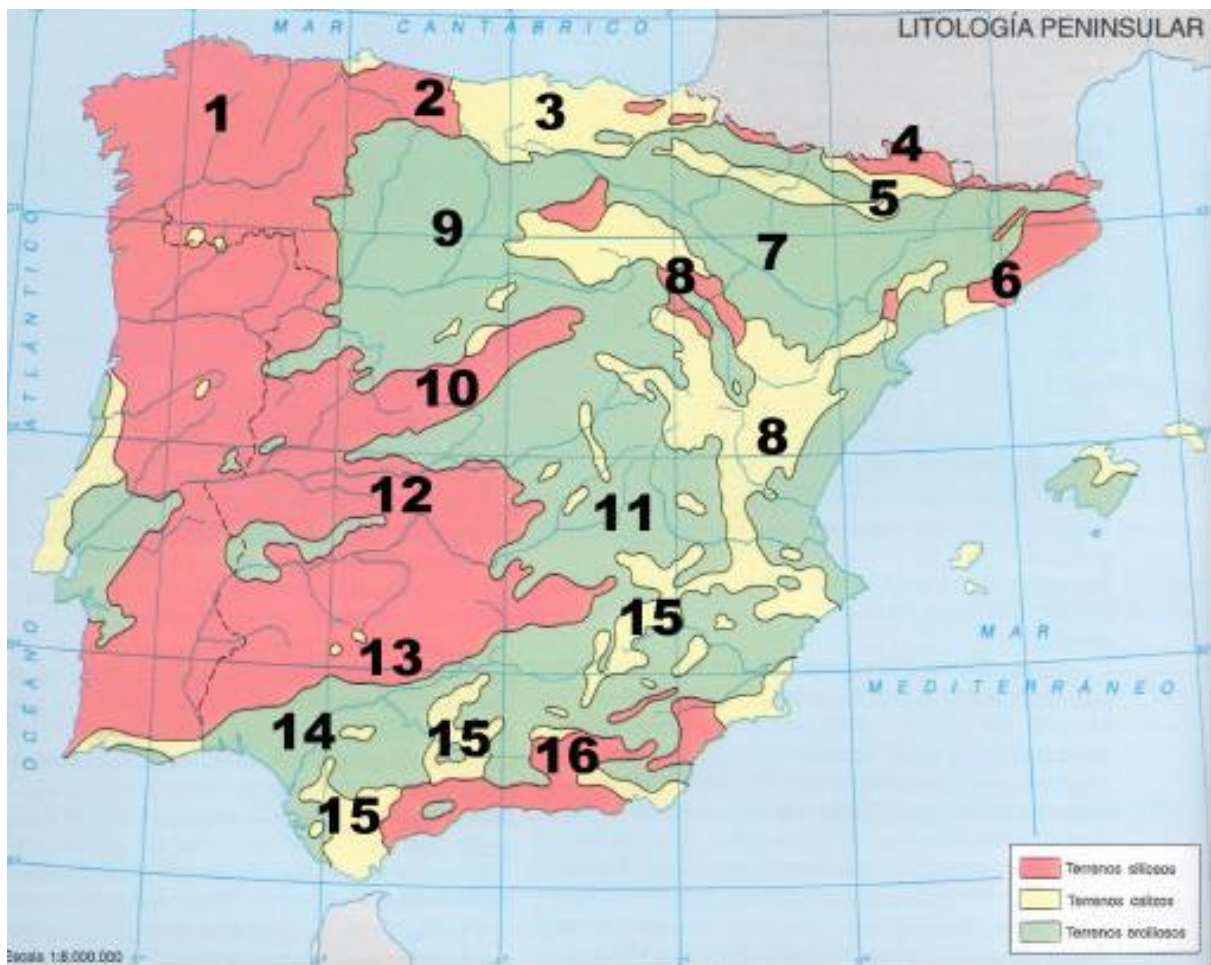 MAR CANTÁBRICO
LITOLOGÍA PENINSULAR
1
2
3
4
5
9
7
8
6
10
8
12
11
15
13
14
15
16
15
OCÉANO ATLÁNTICO
MAR
MEDITERRÁNEO
Terrenos silíceos
Terrenos calizos
Terrenos arcillosos
Escala 1:8.000.000